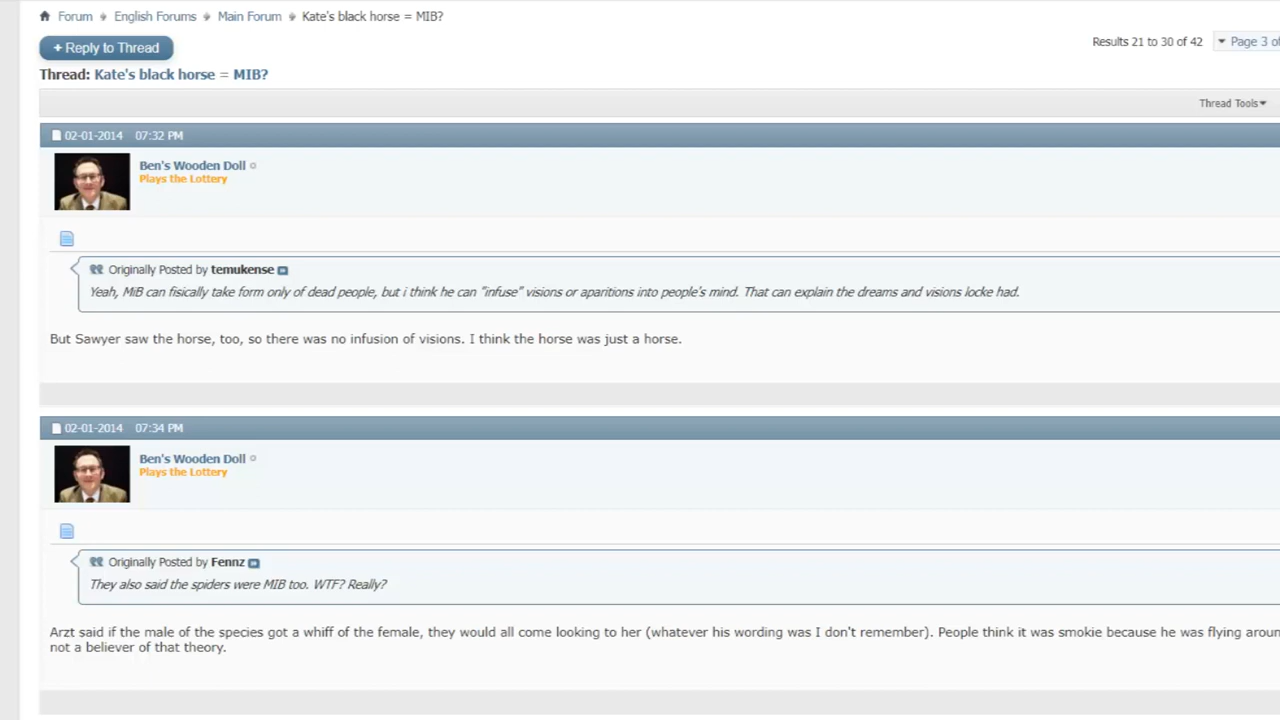 Forum English Forums Main Forum Kate's black horse = MIB?
+ Reply to Thread
Results 21 to 30 of 42 Page 3 of
Thread: Kate's black horse = MIB?
Thread Tools
02-01-2014 07:32 PM
Ben's Wooden Doll
Plays the Lottery
Originally Posted by temukense
Yeah, MiB can fisically take form only of dead people, but i think he can “infuse” visions or aparitions into people's mind. That can explain the dreams and visions locke had.
But Sawyer saw the horse, too, so there was no infusion of visions. I think the horse was just a horse.
02-01-2014 07:34 PM
Ben's Wooden Doll
Plays the Lottery
Originally Posted by Fennz
They also said the spiders were MIB too. WTF? Really?
Arzt said if the male of the species got a whiff of the female, they would all come looking to her (whatever his wording was I don't remember). People think it was smokie because he was flying aroun
not a believer of that theory.